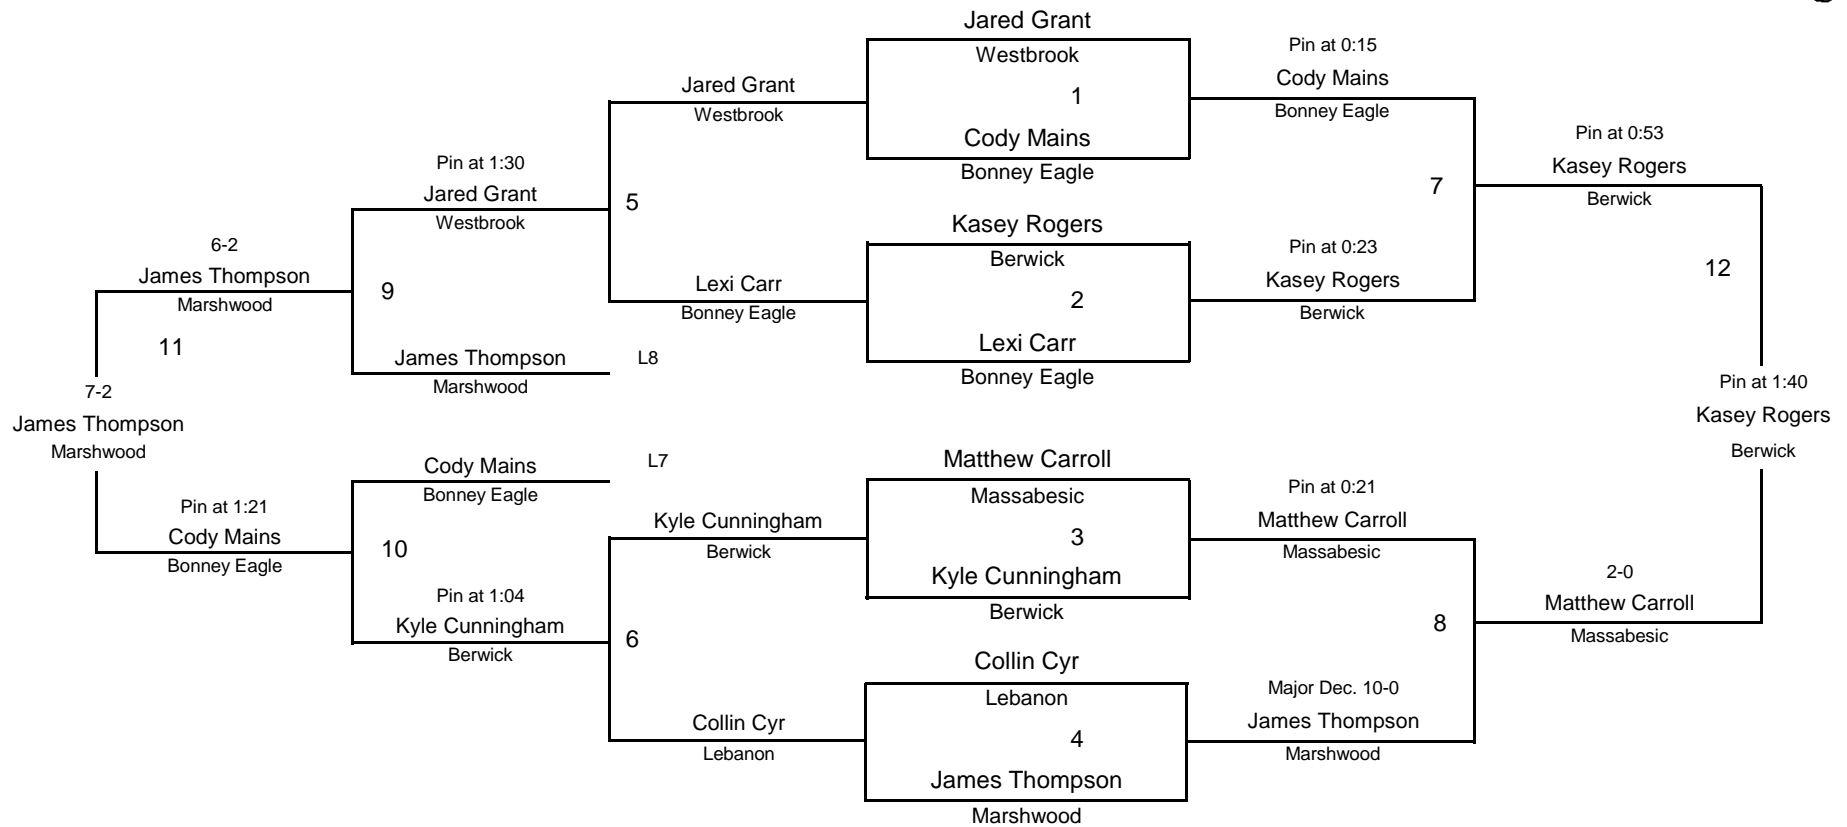 Jared Grant
Westbrook
1
Cody Mains
Bonney Eagle
Kasey Rogers
Berwick
2
Lexi Carr
Bonney Eagle
Matthew Carroll
Massabesic
3
Kyle Cunningham
Berwick
Collin Cyr
Lebanon
4
James Thompson
Marshwood
Pin at 0:15
Cody Mains
Bonney Eagle
7
Pin at 0:23
Kasey Rogers
Berwick
Pin at 0:21
Matthew Carroll
Massabesic
8
Major Dec. 10-0
James Thompson
Marshwood
Pin at 0:53
Kasey Rogers
Berwick
12
2-0
Matthew Carroll
Massabesic
Pin at 1:40
Kasey Rogers
Berwick
Jared Grant
Westbrook
5
Lexi Carr
Bonney Eagle
Kyle Cunningham
Berwick
6
Collin Cyr
Lebanon
Pin at 1:30
Jared Grant
Westbrook
9
James Thompson
Marshwood
L8
Cody Mains
Bonney Eagle
L7
10
Pin at 1:04
Kyle Cunningham
Berwick
6-2
James Thompson
Marshwood
11
Pin at 1:21
Cody Mains
Bonney Eagle
7-2
James Thompson
Marshwood